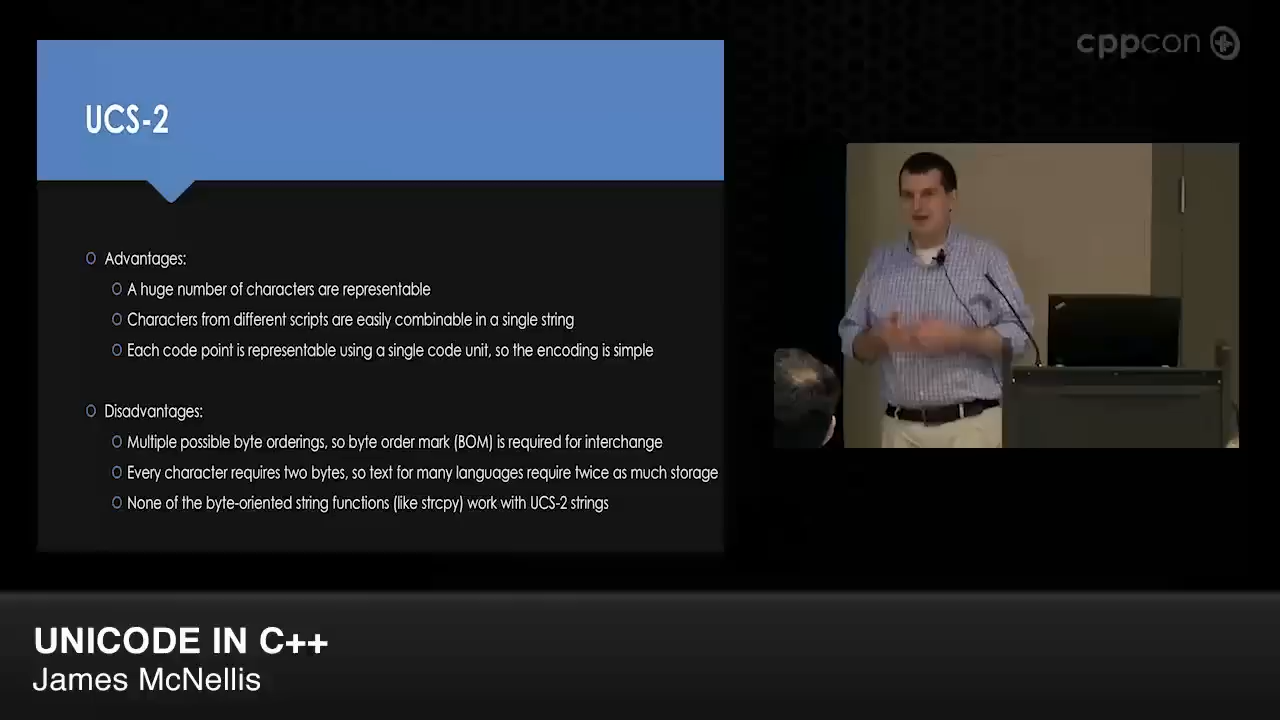 cppcon
UCS-2
Advantages:
A huge number of characters are representable
Characters from different scripts are easily combinable in a single string
Each code point is representable using a single code unit, so the encoding is simple
Disadvantages:
Multiple possible byte orderings, so byte order mark (BOM) is required for interchange
Every character requires two bytes, so text for many languages require twice as much storage
None of the byte-oriented string functions (like strcpy) work with UCS-2 strings
UNICODE IN C++
James McNellis